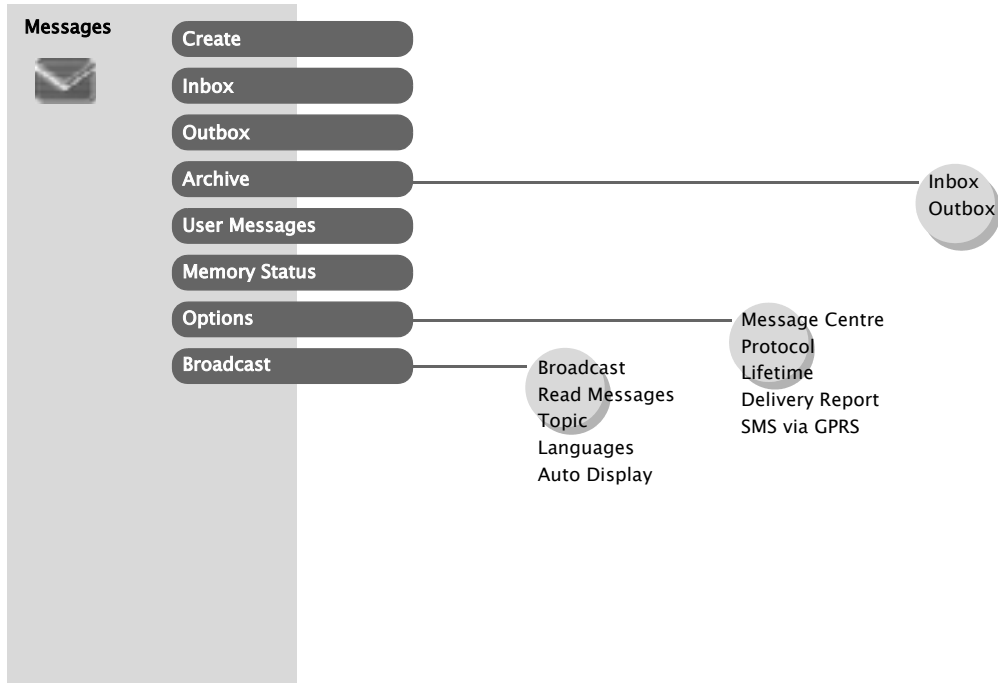 Messages
Create
Inbox
Outbox
Archive
Inbox
Outbox
User Messages
Memory Status
Options
Message Centre
Protocol
Lifetime
Delivery Report
SMS via GPRS
Broadcast
Broadcast
Read Messages
Topic
Languages
Auto Display